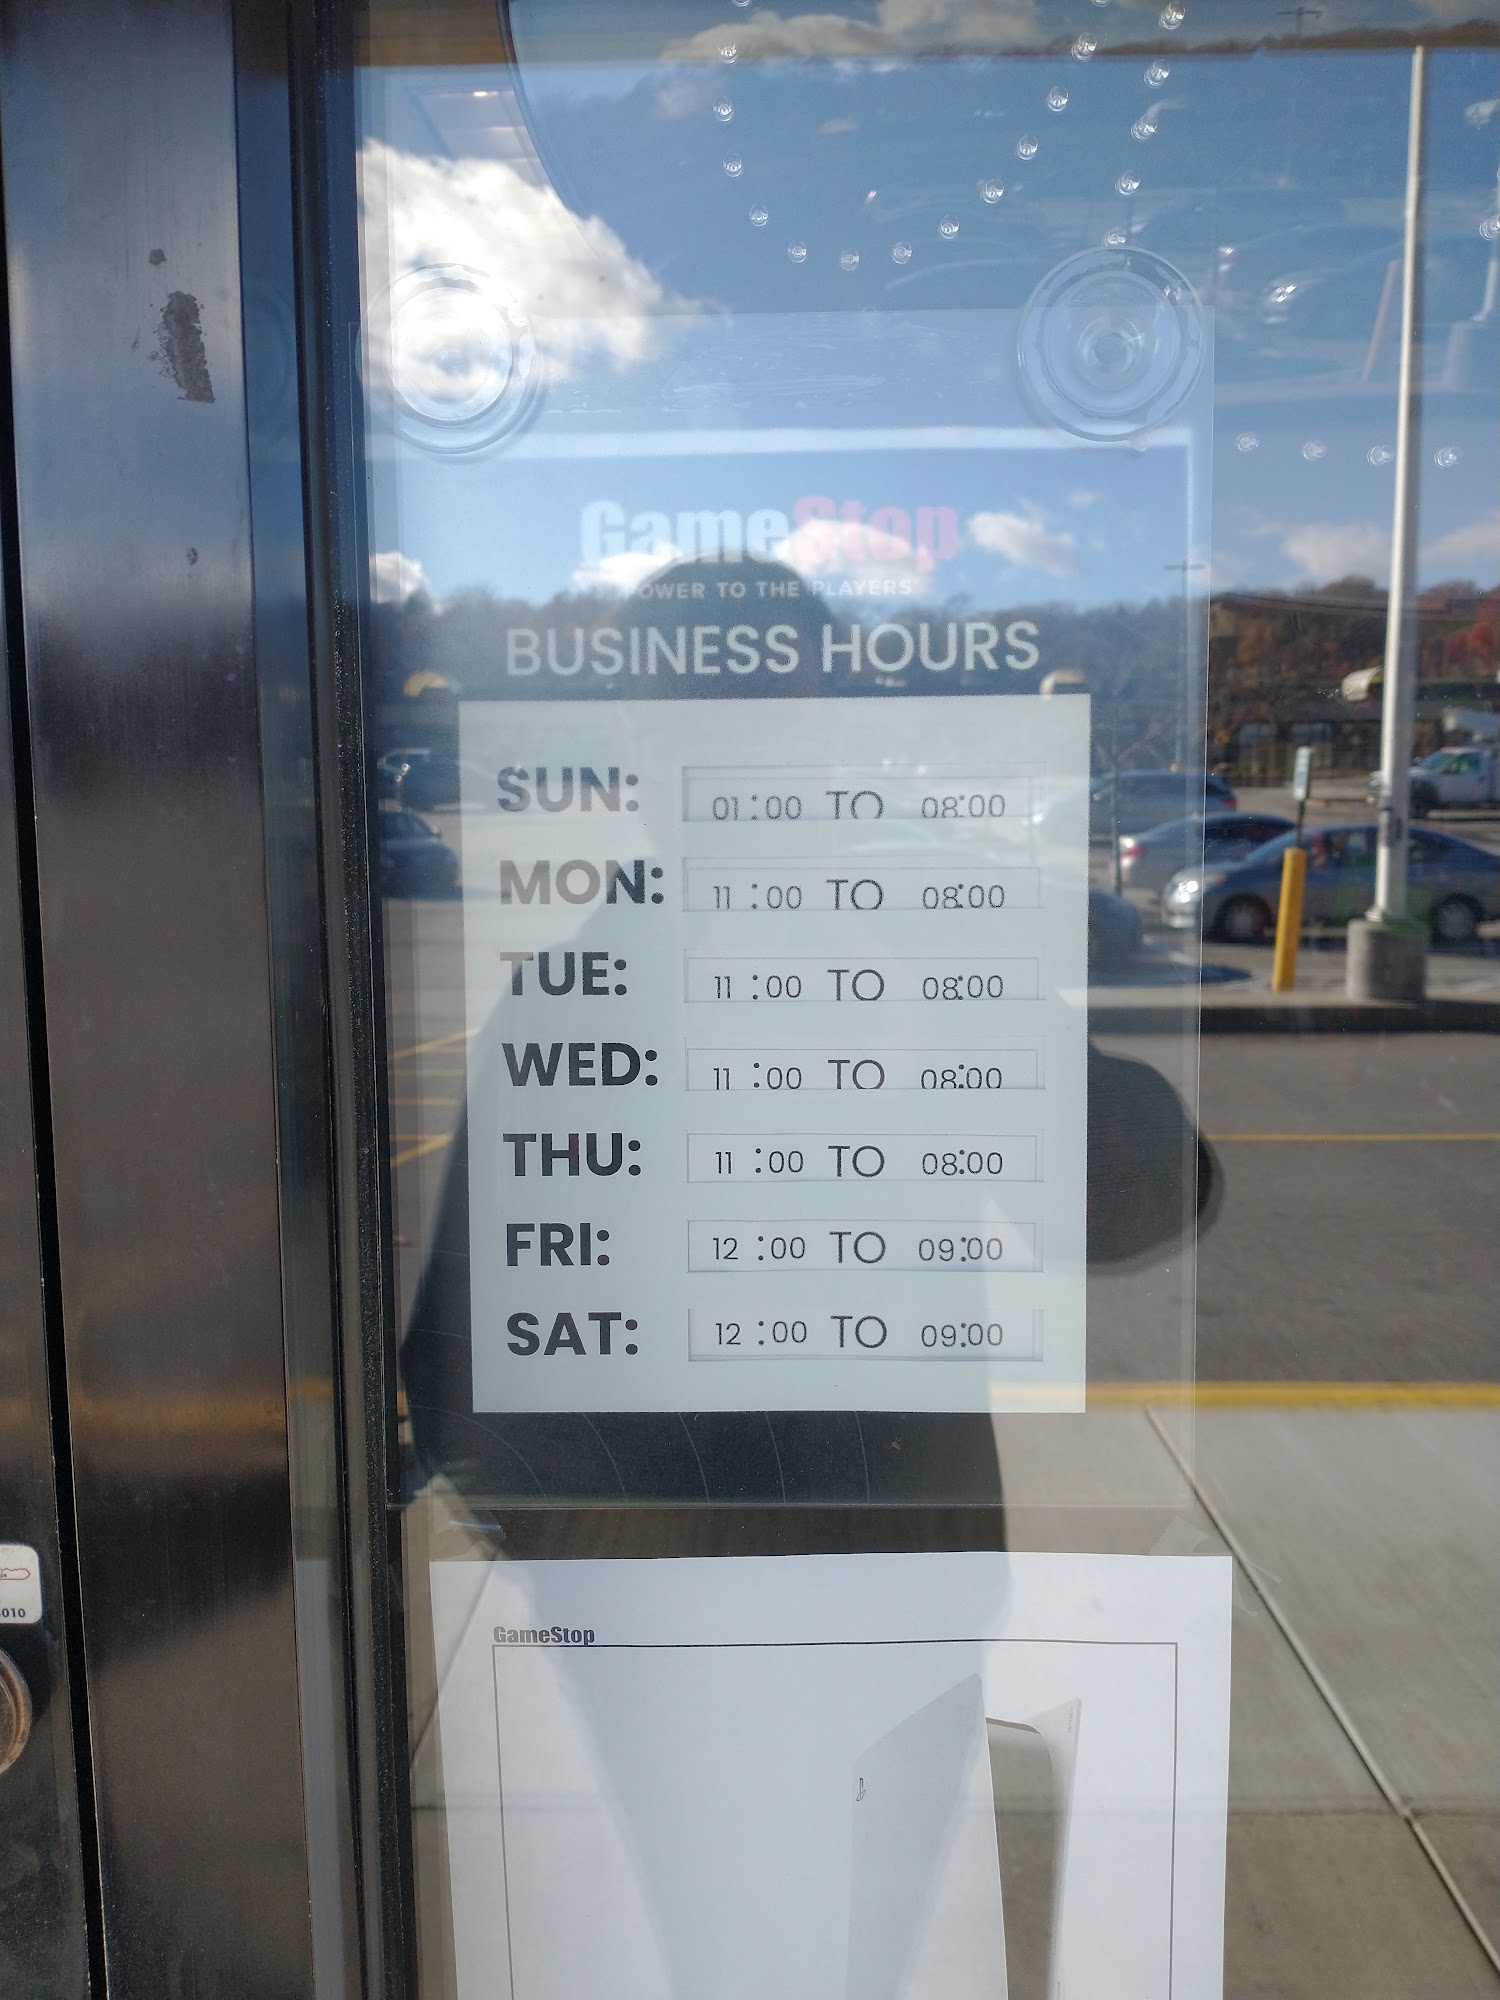 GameStop
POWER TO THE PLAYERS
BUSINESS HOURS
SUN: 01:00 TO 08:00
MON: 11:00 TO 08:00
TUE: 11:00 TO 08:00
WED: 11:00 TO 08:00
THU: 11:00 TO 08:00
FRI: 12:00 TO 09:00
SAT: 12:00 TO 09:00
GameStop
010